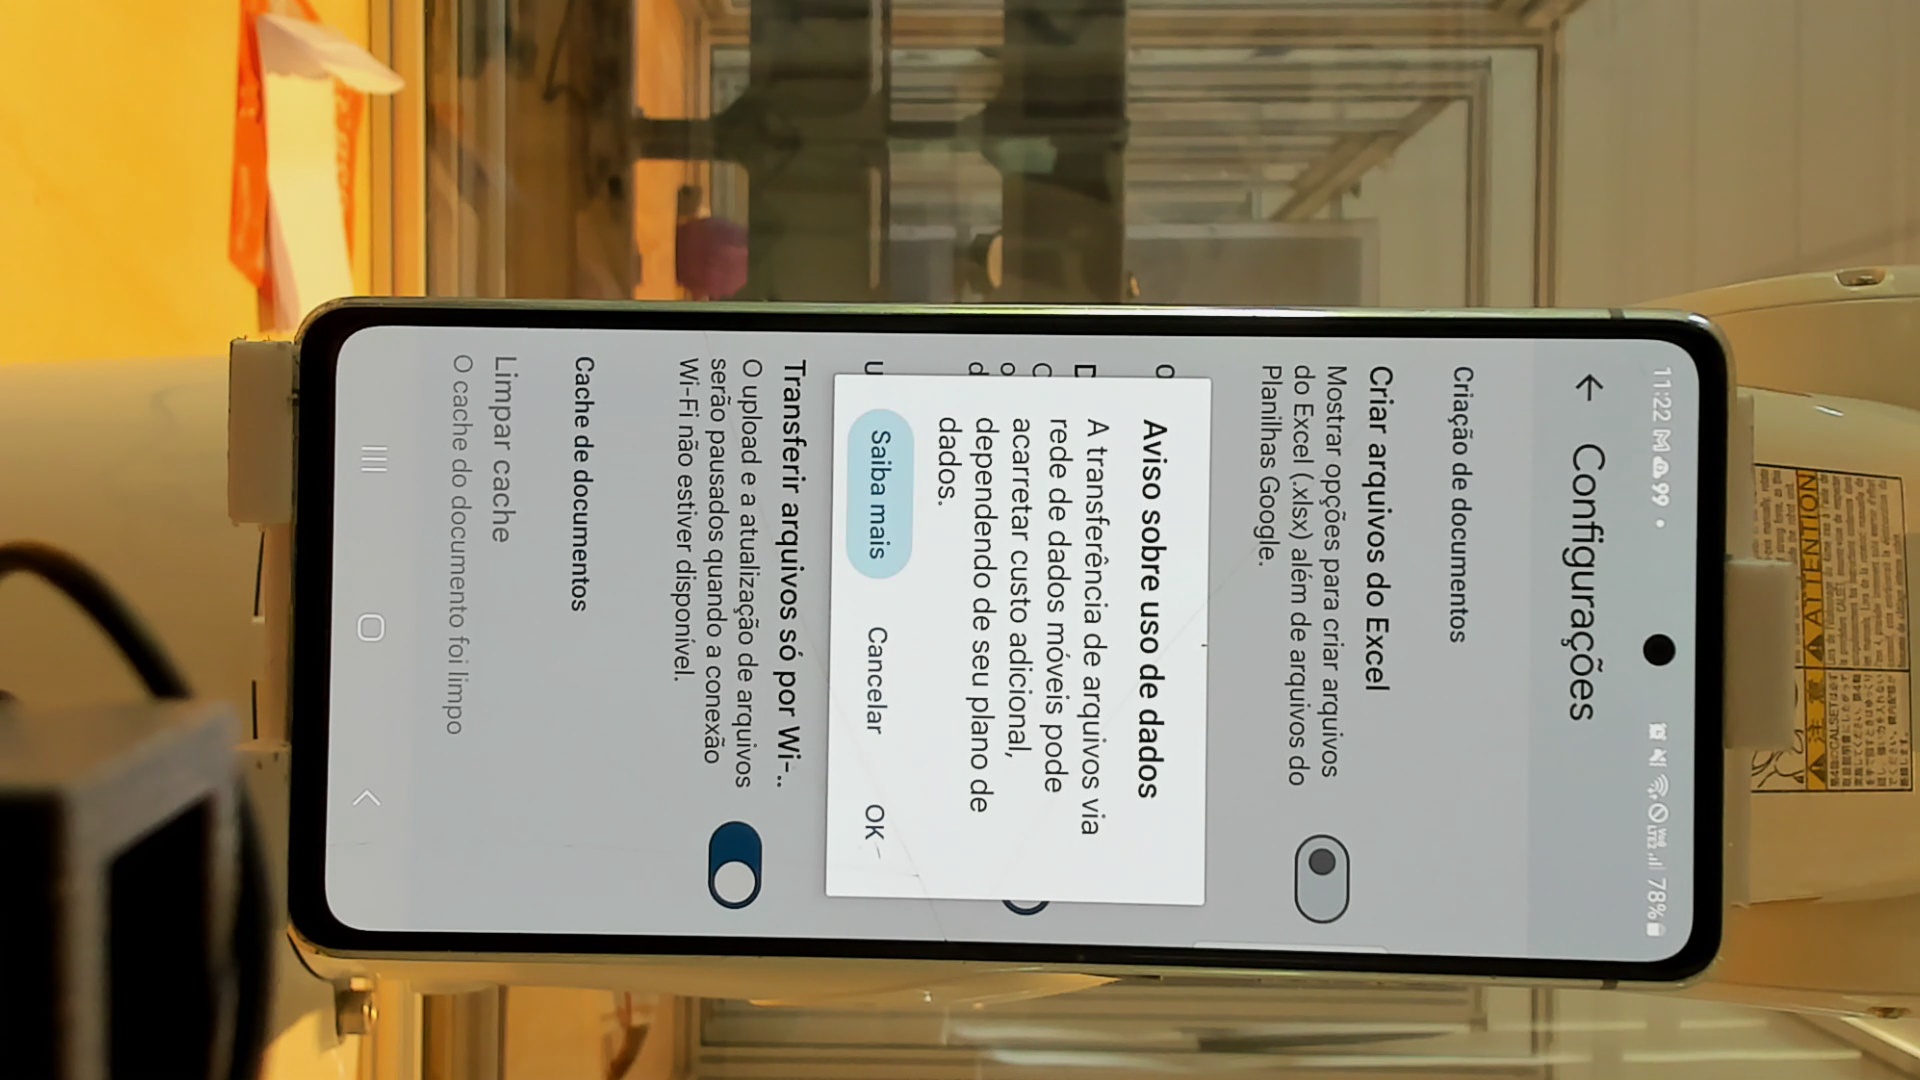 11:22 M 99 •
LTE2 78%
Configurações
Criação de documentos
Criar arquivos do Excel
Mostrar opções para criar arquivos
do Excel (.xlsx) além de arquivos do
Planilhas Google.
Aviso sobre uso de dados
A transferência de arquivos via
rede de dados móveis pode
acarretar custo adicional,
dependendo de seu plano de
dados.
Saiba mais Cancelar OK
Transferir arquivos só por Wi-..
O upload e a atualização de arquivos
serão pausados quando a conexão
Wi-Fi não estiver disponível.
Cache de documentos
Limpar cache
O cache do documento foi limpo
ATTENTION